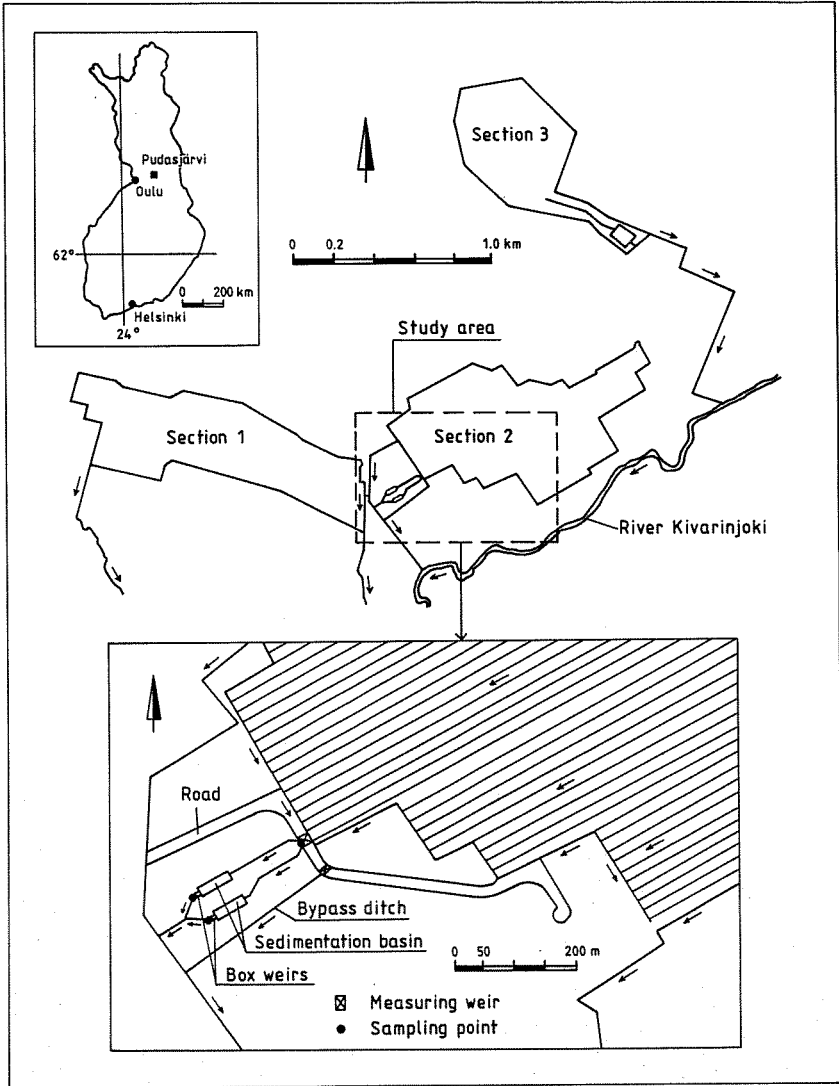 Section 3
Pudasjärvi
Oulu
62°
0 200 km
Helsinki
24°
0 0.2 1.0 km
Study area
Section 1
Section 2
River Kivarinjoki
Road
Bypass ditch
Sedimentation basin
Box weirs
0 50 200 m
Measuring weir
Sampling point